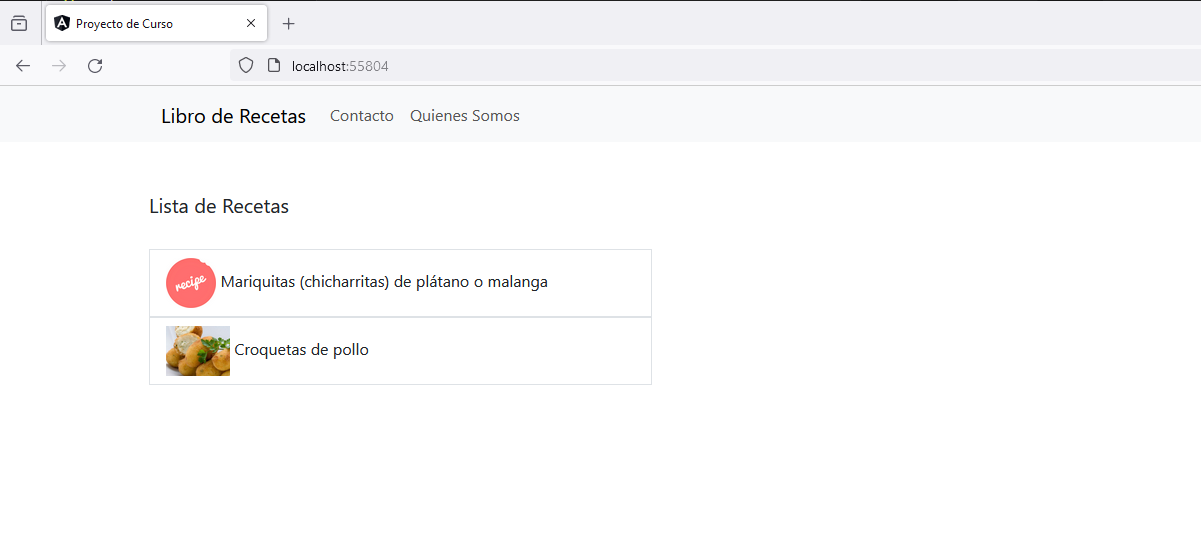 Proyecto de Curso
localhost:55804
Libro de Recetas Contacto Quienes Somos
Lista de Recetas
recipe
Mariquitas (chicharritas) de plátano o malanga
Croquetas de pollo